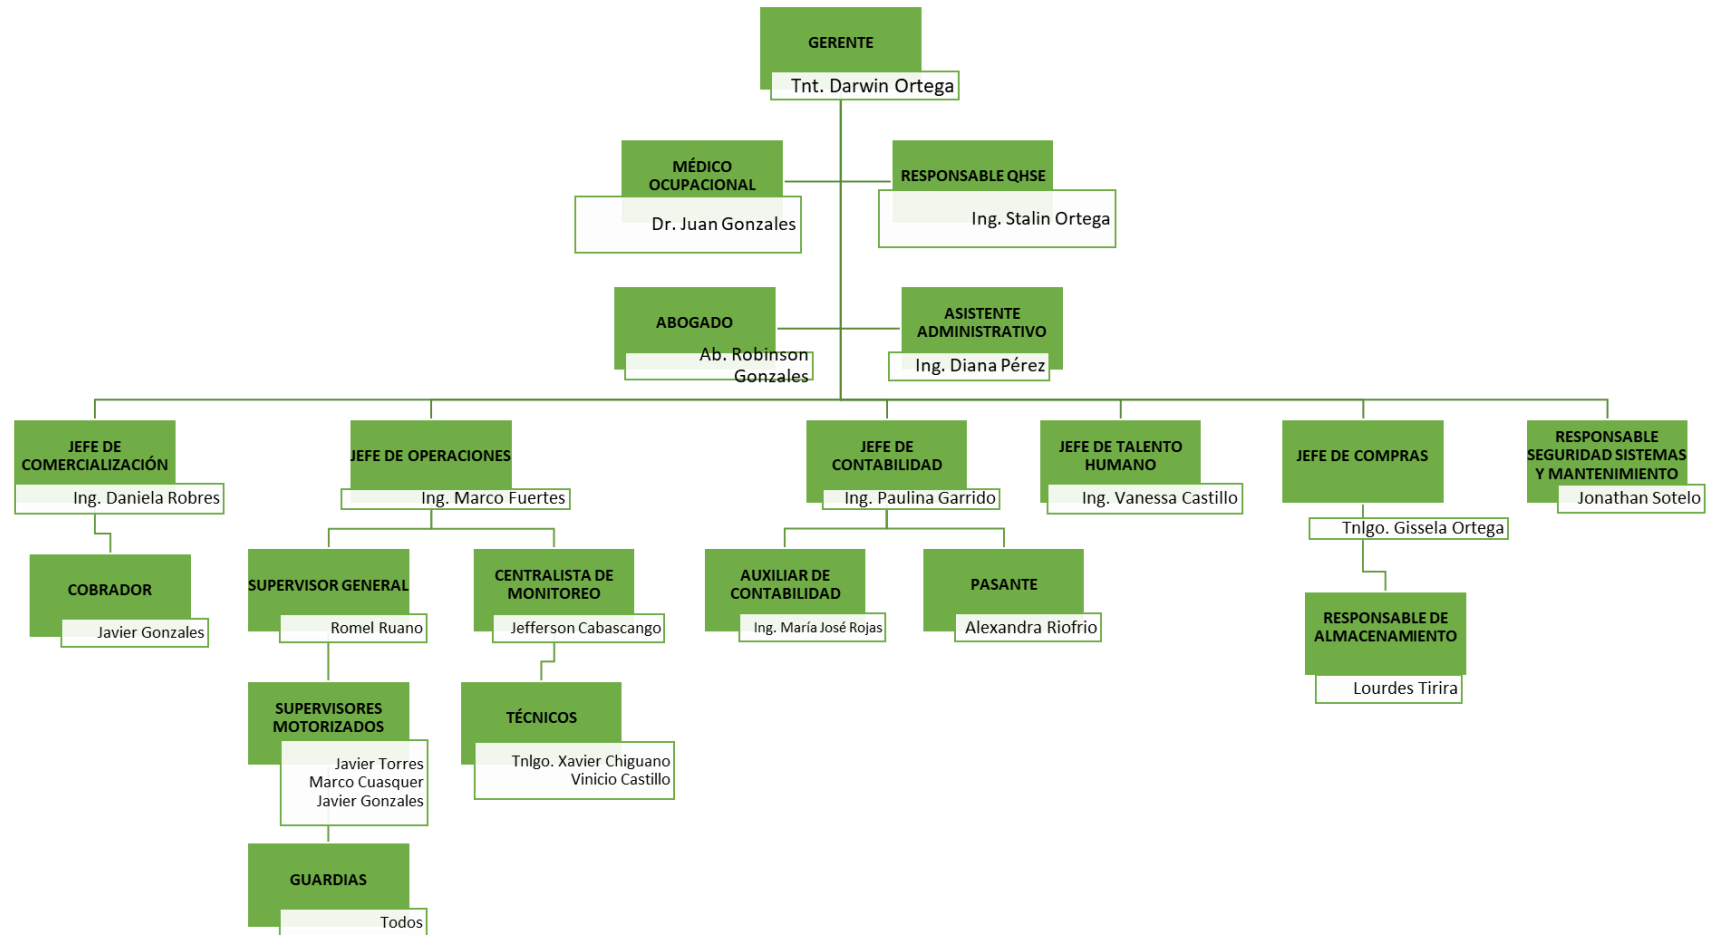 GERENTE
Tnt. Darwin Ortega
MÉDICO
OCUPACIONAL
Dr. Juan Gonzales
RESPONSABLE QHSE
Ing. Stalin Ortega
ABOGADO
Ab. Robinson
Gonzales
ASISTENTE
ADMINISTRATIVO
Ing. Diana Pérez
JEFE DE
COMERCIALIZACIÓN
Ing. Daniela Robres
JEFE DE OPERACIONES
Ing. Marco Fuertes
JEFE DE
CONTABILIDAD
Ing. Paulina Garrido
JEFE DE TALENTO
HUMANO
Ing. Vanessa Castillo
JEFE DE COMPRAS
Tnlgo. Gissela Ortega
RESPONSABLE
SEGURIDAD SISTEMAS
Y MANTENIMIENTO
Jonathan Sotelo
COBRADOR
Javier Gonzales
SUPERVISOR GENERAL
Romel Ruano
CENTRALISTA DE
MONITOREO
Jefferson Cabascango
AUXILIAR DE
CONTABILIDAD
Ing. María José Rojas
PASANTE
Alexandra Riofrio
RESPONSABLE DE
ALMACENAMIENTO
Lourdes Tirira
SUPERVISORES
MOTORIZADOS
Javier Torres
Marco Cuasquer
Javier Gonzales
TÉCNICOS
Tnlgo. Xavier Chiguano
Vinicio Castillo
GUARDIAS
Todos